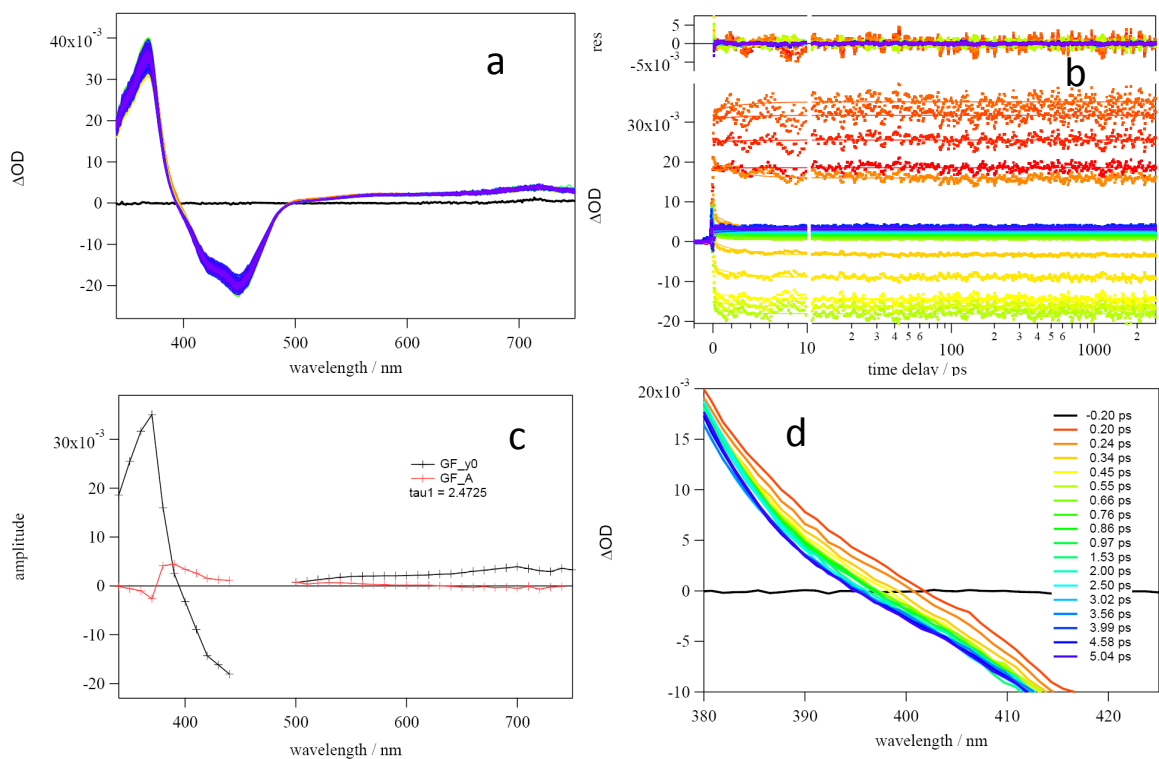 40x10-3
30
20
10
0
-10
-20
ΔOD
400
500
600
700
wavelength / nm
a
5
0
-5x10-3
res
30x10-3
20
10
0
-10
-20
ΔOD
0
10
2 3 4 5 6
100
2 3 4 5 6
1000
2
time delay / ps
b
30x10-3
20
10
0
-10
-20
amplitude
400
500
600
700
wavelength / nm
c
GF_y0
GF_A
tau1 = 2.4725
20x10-3
15
10
5
0
-5
-10
ΔOD
380
390
400
410
420
wavelength / nm
d
-0.20 ps
0.20 ps
0.24 ps
0.34 ps
0.45 ps
0.55 ps
0.66 ps
0.76 ps
0.86 ps
0.97 ps
1.53 ps
2.00 ps
2.50 ps
3.02 ps
3.56 ps
3.99 ps
4.58 ps
5.04 ps